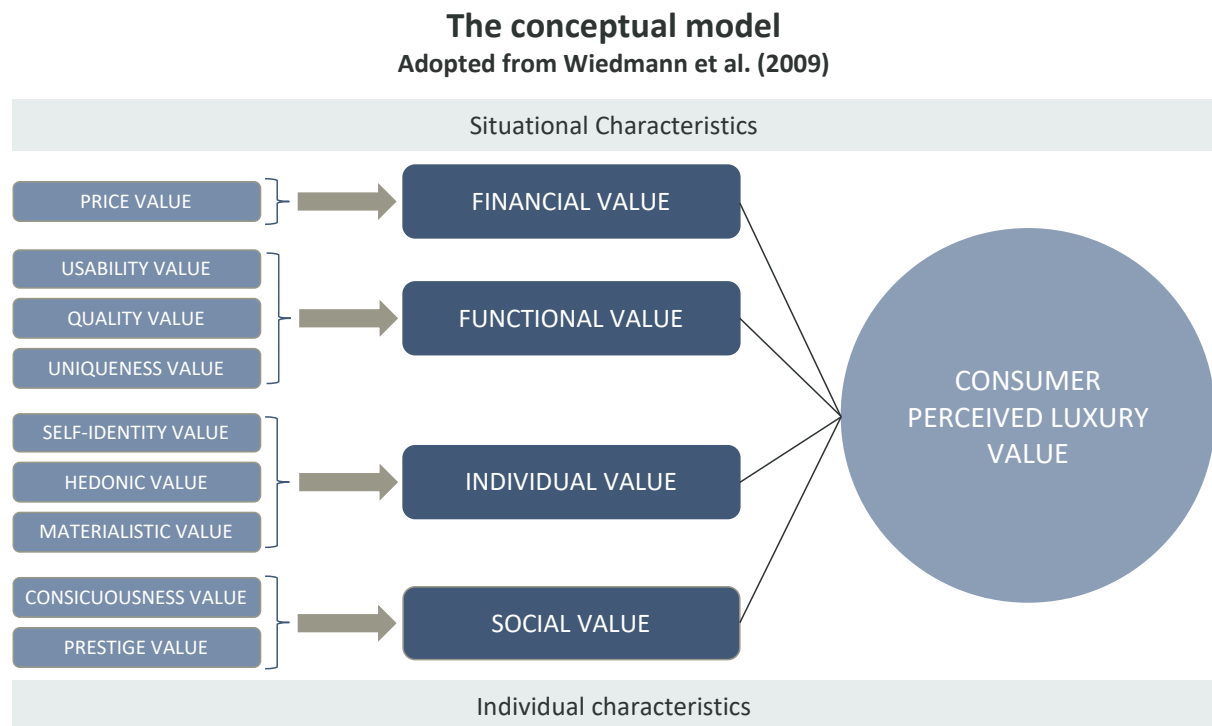 The conceptual model
Adopted from Wiedmann et al. (2009)
Situational Characteristics
PRICE VALUE
FINANCIAL VALUE
USABILITY VALUE
QUALITY VALUE
UNIQUENESS VALUE
FUNCTIONAL VALUE
SELF-IDENTITY VALUE
HEDONIC VALUE
MATERIALISTIC VALUE
INDIVIDUAL VALUE
CONSICUOUSNESS VALUE
PRESTIGE VALUE
SOCIAL VALUE
CONSUMER
PERCEIVED LUXURY
VALUE
Individual characteristics